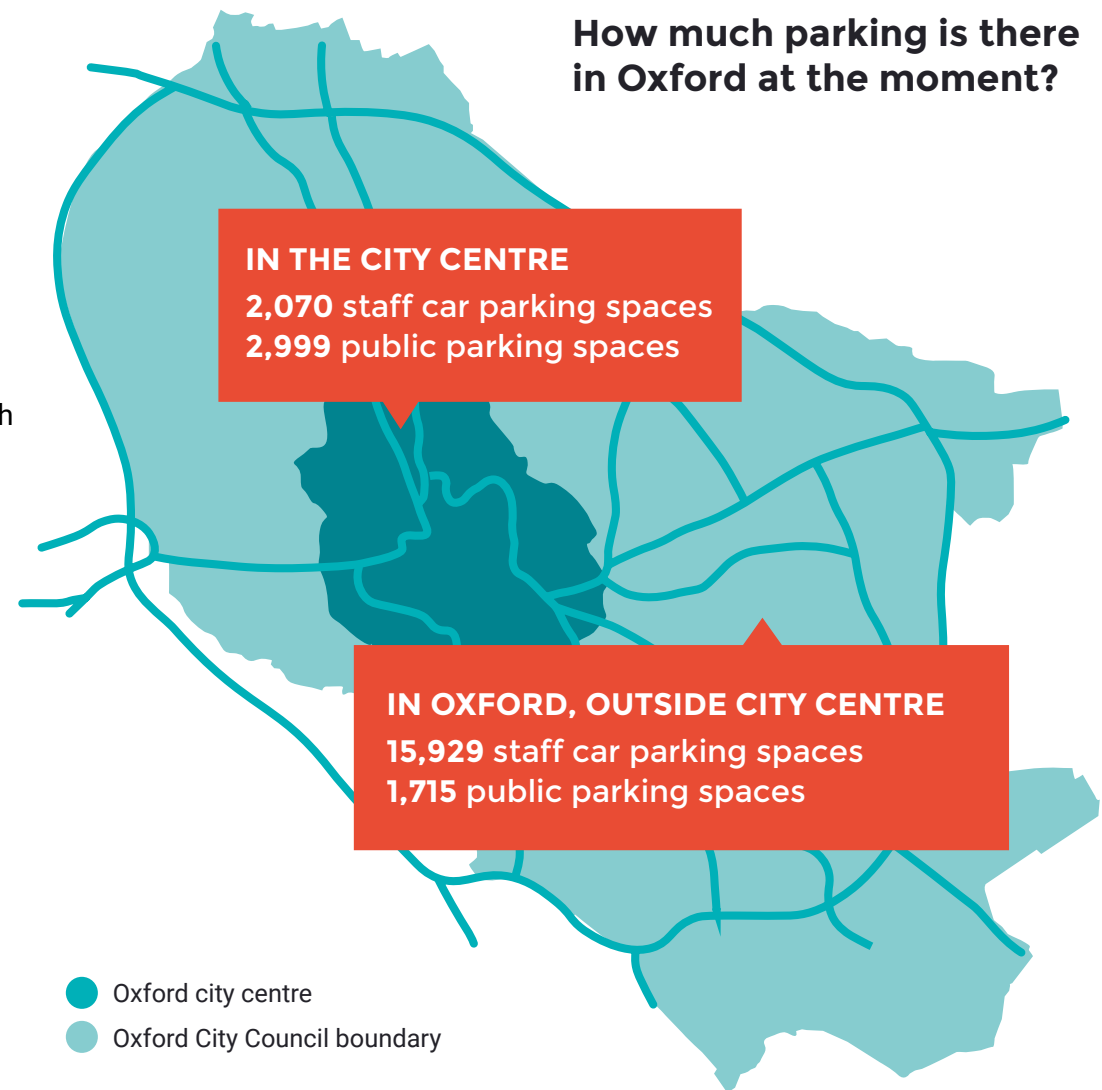 How much parking is there
in Oxford at the moment?
IN THE CITY CENTRE
2,070 staff car parking spaces
2,999 public parking spaces
h
IN OXFORD, OUTSIDE CITY CENTRE
15,929 staff car parking spaces
1,715 public parking spaces
Oxford city centre
Oxford City Council boundary